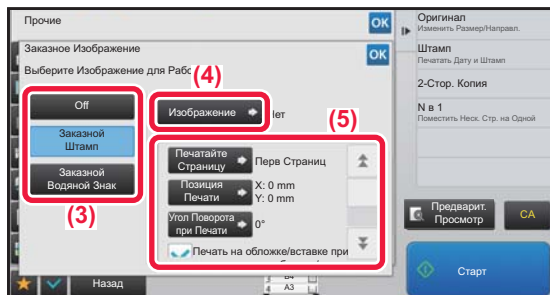 Прочие
OK
Заказное Изображение
OK
Выберите Изображение для Рабо
(4)
Off
Заказной
Штамп
Заказной
Водяной Знак
(3)
Изображение
Нет
(5)
Печатайте
Страницу
Перв Страниц
Позиция
Печати
X: 0 mm
Y: 0 mm
Угол Поворота
при Печати
0°
Печать на обложке/вставке при
Назад
B4
4 A3
Оригинал
Изменить Размер/Направл.
Штамп
Печатать Дату и Штамп
2-Стор. Копия
N в 1
Поместить Неск. Стр. на Одной
Предварит.
Просмотр
CA
Старт